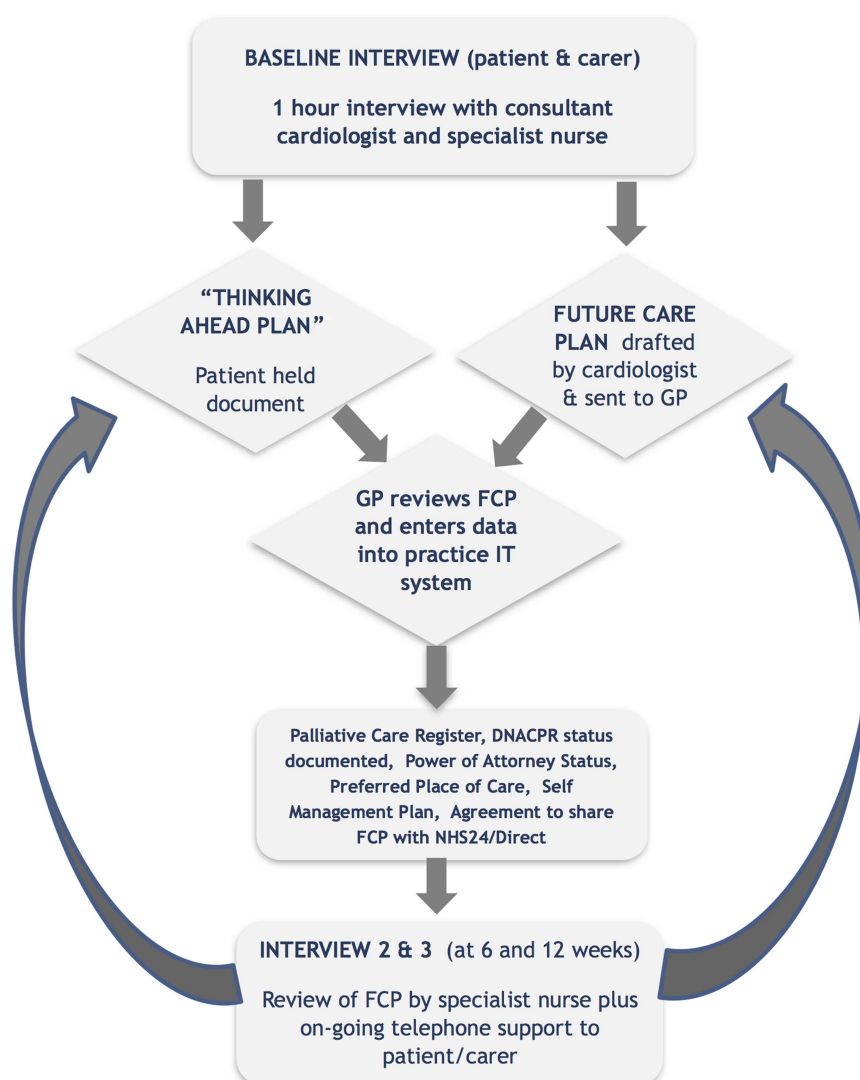 BASELINE INTERVIEW (patient & carer)
1 hour interview with consultant
cardiologist and specialist nurse
“THINKING
AHEAD PLAN”
Patient held
document
FUTURE CARE
PLAN drafted
by cardiologist
& sent to GP
GP reviews FCP
and enters data
into practice IT
system
Palliative Care Register, DNACPR status
documented, Power of Attorney Status,
Preferred Place of Care, Self
Management Plan, Agreement to share
FCP with NHS24/Direct
INTERVIEW 2 & 3 (at 6 and 12 weeks)
Review of FCP by specialist nurse plus
on-going telephone support to
patient/carer